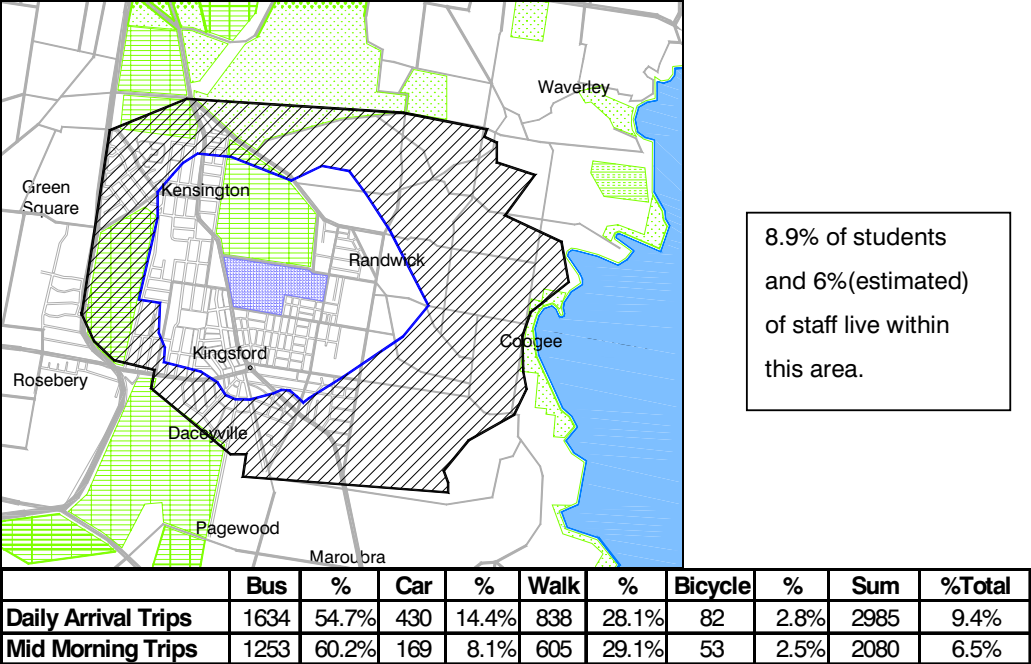 Waverley
Green
Square
Kensington
Randwick
Coogee
Kingsford
Rosebery
Daceyville
Pagewood
Maroubra
8.9% of students
and 6%(estimated)
of staff live within
this area.
Bus % Car % Walk % Bicycle % Sum %Total
Daily Arrival Trips 1634 54.7% 430 14.4% 838 28.1% 82 2.8% 2985 9.4%
Mid Morning Trips 1253 60.2% 169 8.1% 605 29.1% 53 2.5% 2080 6.5%